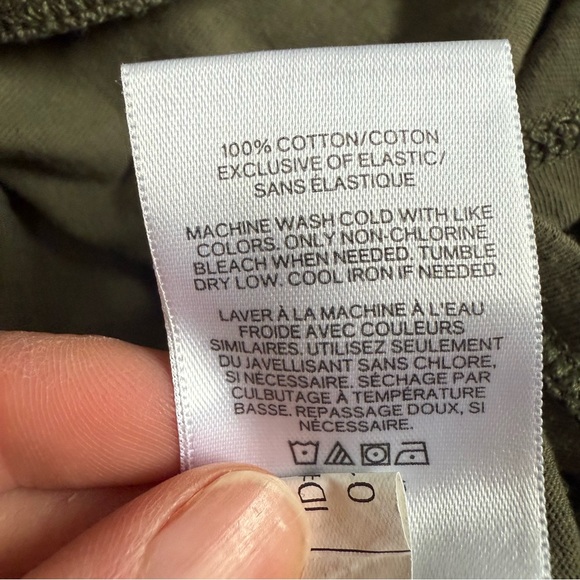 100% COTTON/COTON
EXCLUSIVE OF ELASTIC/
SANS ÉLASTIQUE
MACHINE WASH COLD WITH LIKE
COLORS. ONLY NON-CHLORINE
BLEACH WHEN NEEDED. TUMBLE
DRY LOW. COOL IRON IF NEEDED.
LAVER À LA MACHINE À L'EAU
FROIDE AVEC COULEURS
SIMILAIRES. UTILISEZ SEULEMENT
DU JAVELLISANT SANS CHLORE,
SI NÉCESSAIRE. SÉCHAGE PAR
CULBUTAGE À TEMPÉRATURE
BASSE. REPASSAGE DOUX, SI
NÉCESSAIRE.